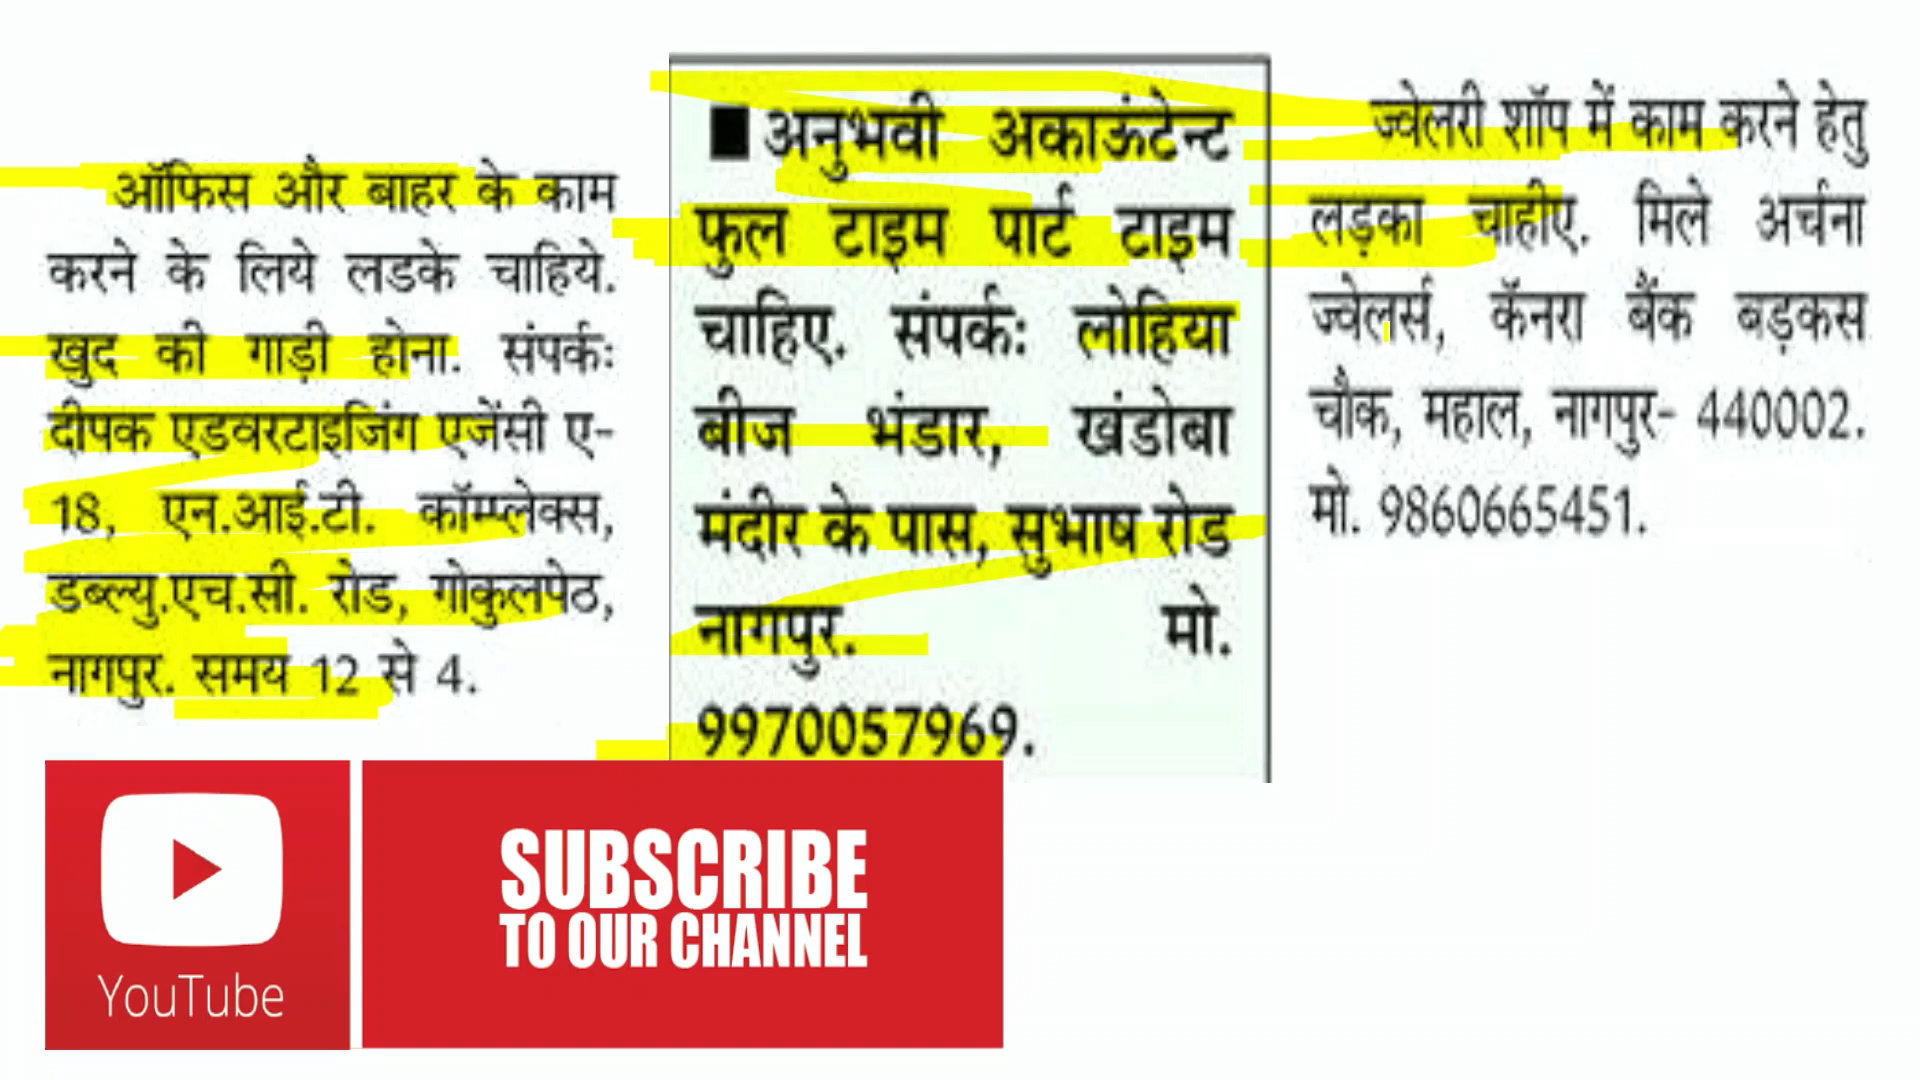 ऑफिस और बाहर के काम
करने के लिये लडके चाहिये.
खुद की गाड़ी होना. संपर्कः
दीपक एडवरटाइजिंग एजेंसी ए-
18, एन.आई.टी. कॉम्प्लेक्स,
डब्ल्यु.एच.सी. रोड, गोकुलपेठ,
नागपुर. समय 12 से 4.
■अनुभवी अकाऊंटेन्ट
फुल टाइम पार्ट टाइम
चाहिए. संपर्कः लोहिया
बीज भंडार, खंडोबा
मंदीर के पास, सुभाष रोड
नागपुर. मो.
9970057969.
ज्वेलरी शॉप में काम करने हेतु
लड़का चाहीए. मिले अर्चना
ज्वेलर्स, कॅनरा बैंक बड़कस
चौक, महाल, नागपुर- 440002.
मो. 9860665451.
YouTube
SUBSCRIBE
TO OUR CHANNEL